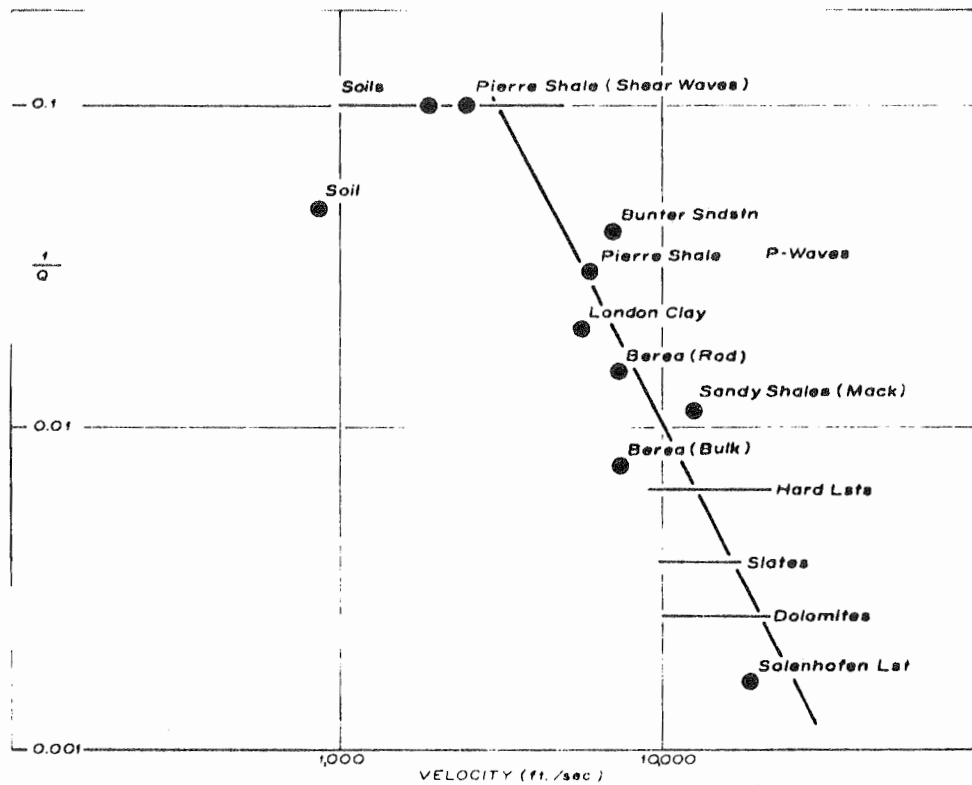 Soils
Pierre Shale (Shear Waves)
0.1
Soil
Bunter Sndstn
1
Q
Pierre Shale
P-Waves
London Clay
Berea (Rod)
Sandy Shales (Mack)
0.01
Berea (Bulk)
Hard Lsts
Slates
Dolomites
Solenhofen Lst
0.001
1,000
10,000
VELOCITY (ft./sec)